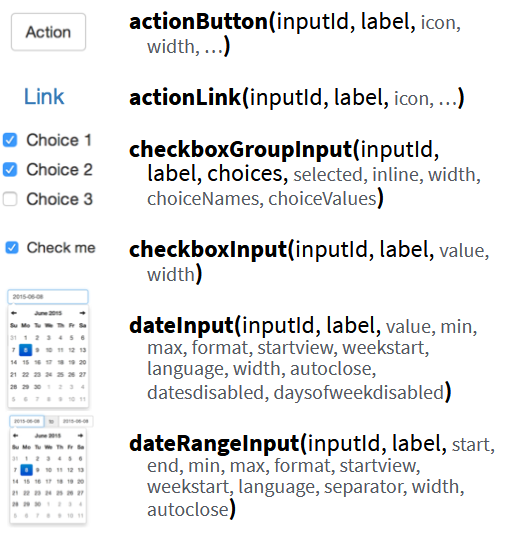 Action
actionButton(inputId, label, icon,
width, …)
Link
actionLink(inputId, label, icon, …)
Choice 1
Choice 2
Choice 3
checkboxGroupInput(inputId,
label, choices, selected, inline, width,
choiceNames, choiceValues)
Check me
checkboxInput(inputId, label, value,
width)
2015-06-08
June 2015
Su Mo Tu We Th Fr Sa
31 1 2 3 4 5 6
7 8 9 10 11 12 13
14 15 16 17 18 19 20
21 22 23 24 25 26 27
28 29 30 1 2 3 4
5 6 7 8 9 10 11
dateInput(inputId, label, value, min,
max, format, startview, weekstart,
language, width, autoclose,
datesdisabled, daysofweekdisabled)
2015-06-08 to 2015-06-08
June 2015
Su Mo Tu We Th Fr Sa
31 1 2 3 4 5 6
7 8 9 10 11 12 13
14 15 16 17 18 19 20
21 22 23 24 25 26 27
28 29 30 1 2 3 4
5 6 7 8 9 10 11
dateRangeInput(inputId, label, start,
end, min, max, format, startview,
weekstart, language, separator, width,
autoclose)